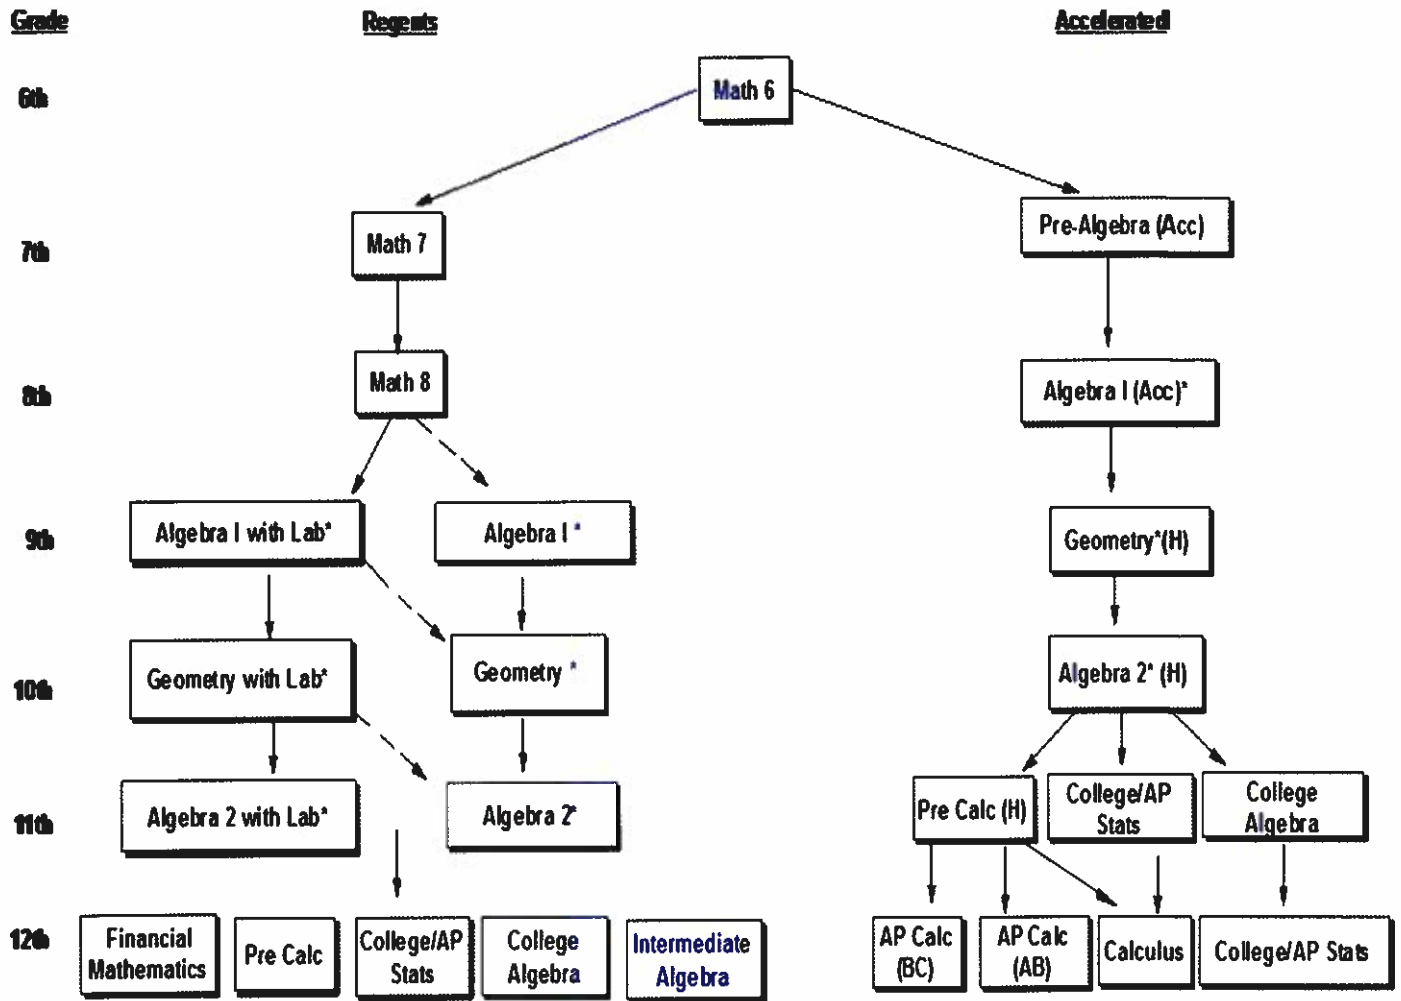 Grade Regents Accelerated
6th Math 6
7th Math 7 Pre-Algebra (Acc)
8th Math 8 Algebra I (Acc)*
9th Algebra I with Lab* Algebra I * Geometry*(H)
10th Geometry with Lab* Geometry * Algebra 2* (H)
11th Algebra 2 with Lab* Algebra 2* Pre Calc (H)
College/AP
Stats
College
Algebra
12th
Financial
Mathematics
Pre Calc
College/AP
Stats
College
Algebra
Intermediate
Algebra
AP Calc
(BC)
AP Calc
(AB)
Calculus
College/AP Stats